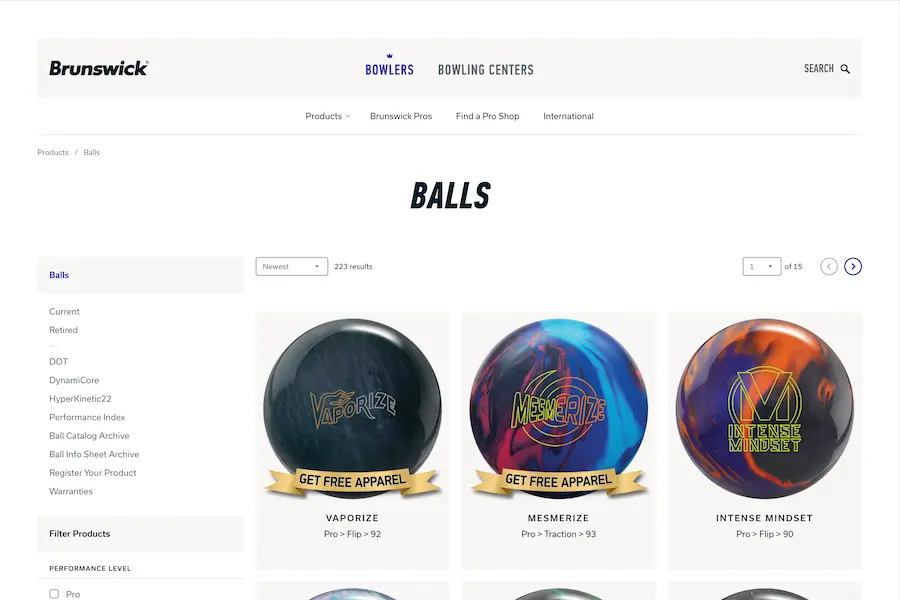 Brunswick
BOWLERS
BOWLING CENTERS
SEARCH
Products
Brunswick Pros
Find a Pro Shop
International
Products / Balls
BALLS
Balls
Current
Retired
DOT
DynamiCore
HyperKinetic22
Performance Index
Ball Catalog Archive
Ball Info Sheet Archive
Register Your Product
Warranties
Filter Products
PERFORMANCE LEVEL
Pro
Newest
223 results
1 of 15
VAPORIZE
GET FREE APPAREL
VAPORIZE
Pro > Flip > 92
MESMERIZE
GET FREE APPAREL
MESMERIZE
Pro > Traction > 93
INTENSE
MINDSET
INTENSE MINDSET
Pro > Flip > 90